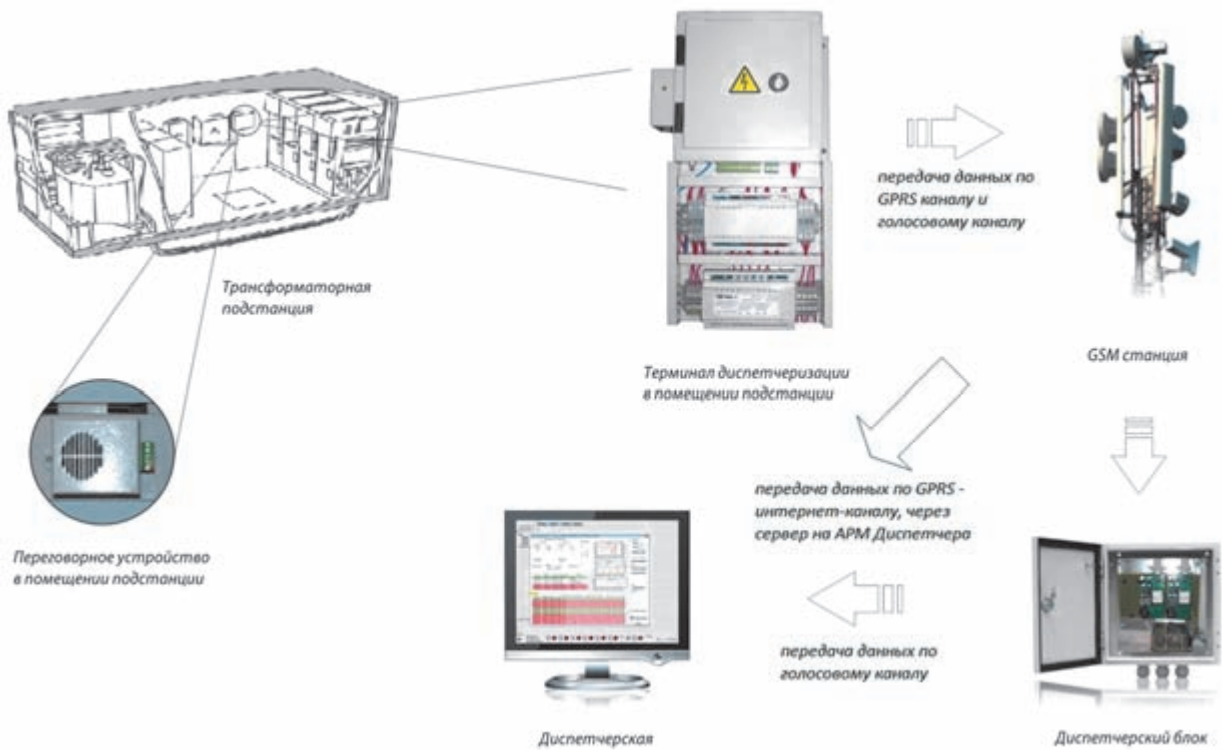 передача данных по
GPRS каналу и
голосовому каналу
Трансформаторная
подстанция
GSM станция
Терминал диспетчеризации
в помещении подстанции
передача данных по GPRS -
интернет-каналу, через
сервер на АРМ Диспетчера
Переговорное устройство
в помещении подстанции
передача данных по
голосовому каналу
Диспетчерская
Диспетчерский блок